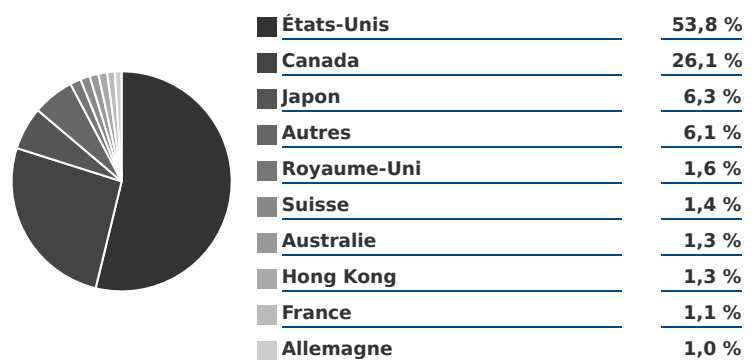 États-Unis 53,8 %
Canada 26,1 %
Japon 6,3 %
Autres 6,1 %
Royaume-Uni 1,6 %
Suisse 1,4 %
Australie 1,3 %
Hong Kong 1,3 %
France 1,1 %
Allemagne 1,0 %